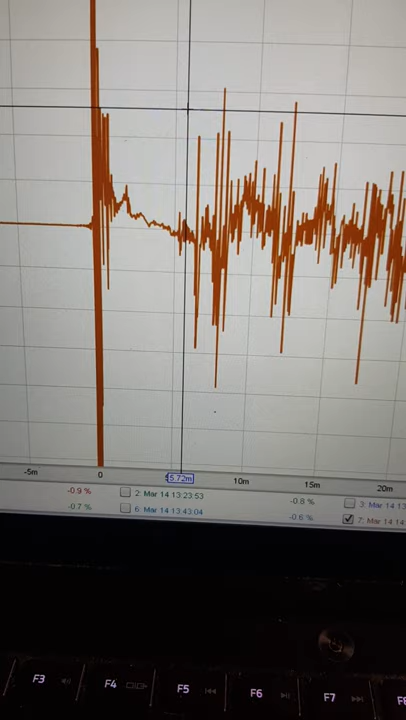 -5m 0 5.72m 10m 15m 20m
-0.9 % 2: Mar 14 13:23:53 -0.8 % 3: Mar 14 13
-0.7 % 6: Mar 14 13:43:04 -0.6 % 7: Mar 14 14
F3 F4 F5 F6 F7 F8